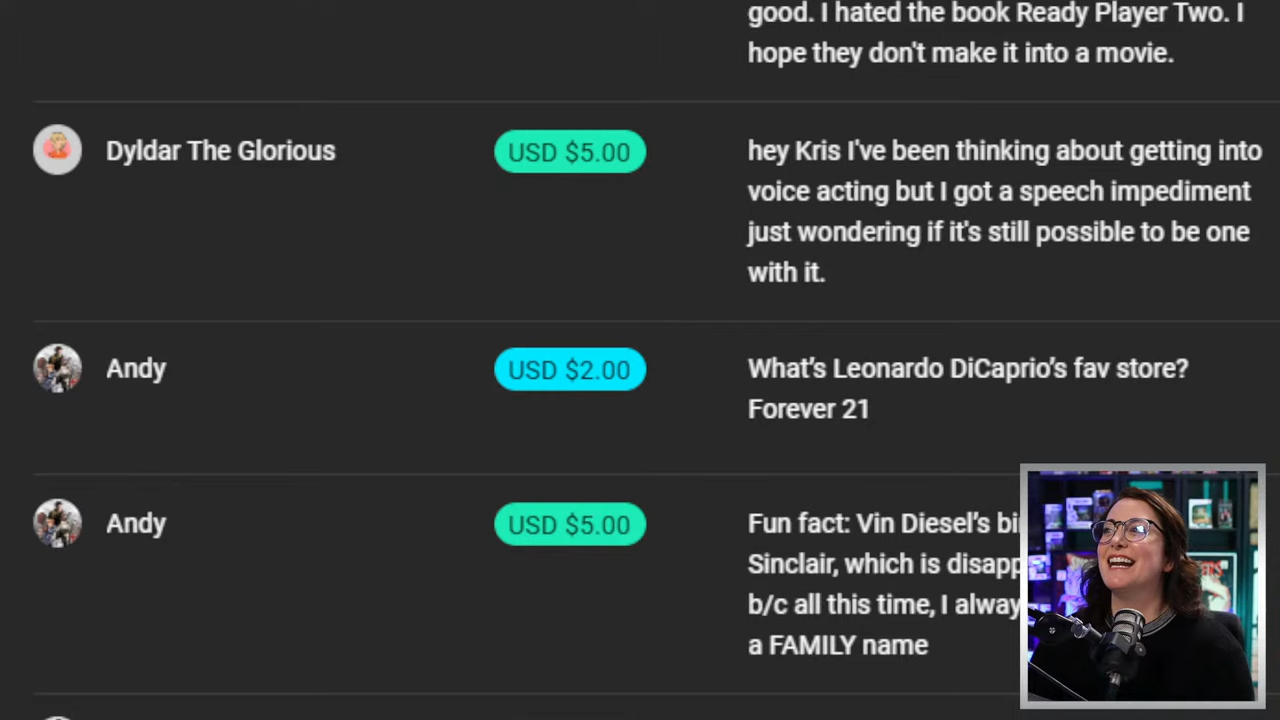 good. I hated the book Ready Player Two. I
hope they don't make it into a movie.
Dyldar The Glorious
USD $5.00
hey Kris I've been thinking about getting into
voice acting but I got a speech impediment
just wondering if it's still possible to be one
with it.
Andy
USD $2.00
What's Leonardo DiCaprio's fav store?
Forever 21
Andy
USD $5.00
Fun fact: Vin Diesel's
Sinclair, which is
b/c all this time, I
a FAMILY name